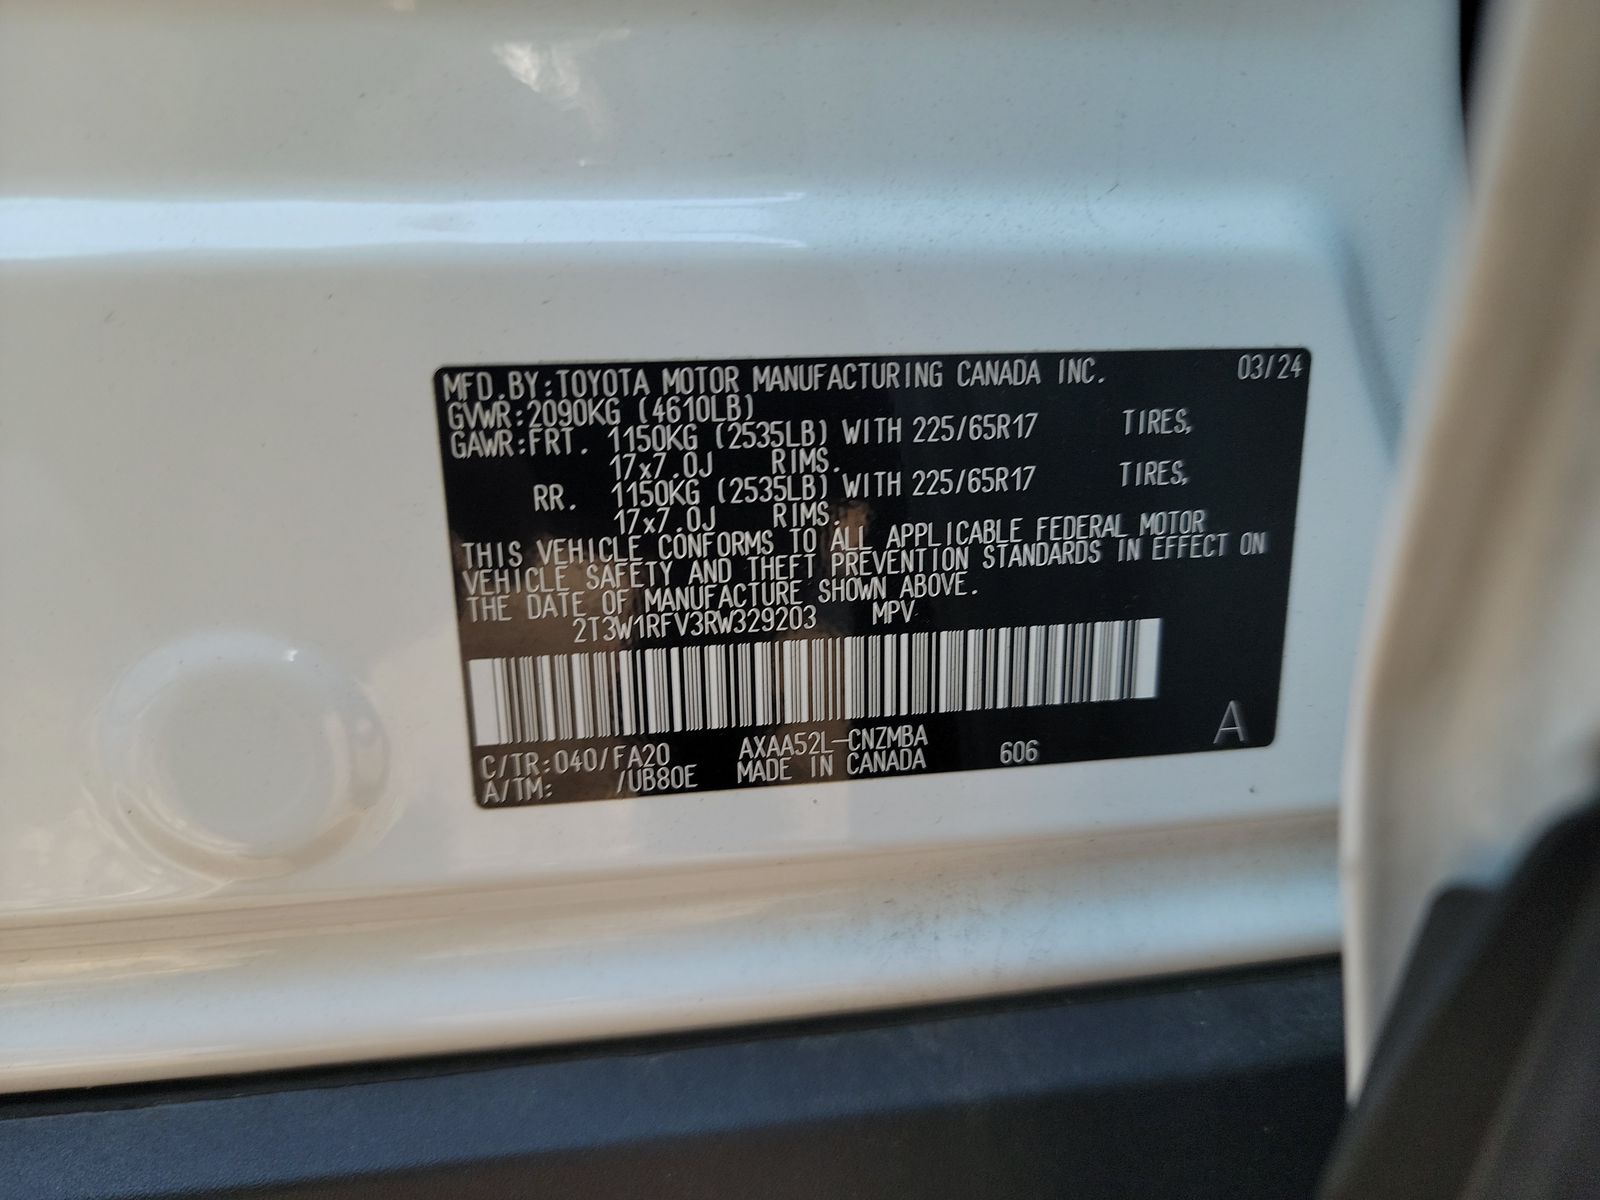 MFD.BY:TOYOTA MOTOR MANUFACTURING CANADA INC. 03/24
GVWR:2090KG (4610LB)
GAWR:FRT. 1150KG (2535LB) WITH 225/65R17 TIRES,
17x7.0J RIMS.
RR. 1150KG (2535LB) WITH 225/65R17 TIRES,
17x7.0J RIMS.
THIS VEHICLE CONFORMS TO ALL APPLICABLE FEDERAL MOTOR
VEHICLE SAFETY AND THEFT PREVENTION STANDARDS IN EFFECT ON
THE DATE OF MANUFACTURE SHOWN ABOVE.
2T3W1RFV3RW329203 MPV
C/TR:040/FA20 AXAA52L-CNZMBA 606 A
A/TM: /UB80E MADE IN CANADA